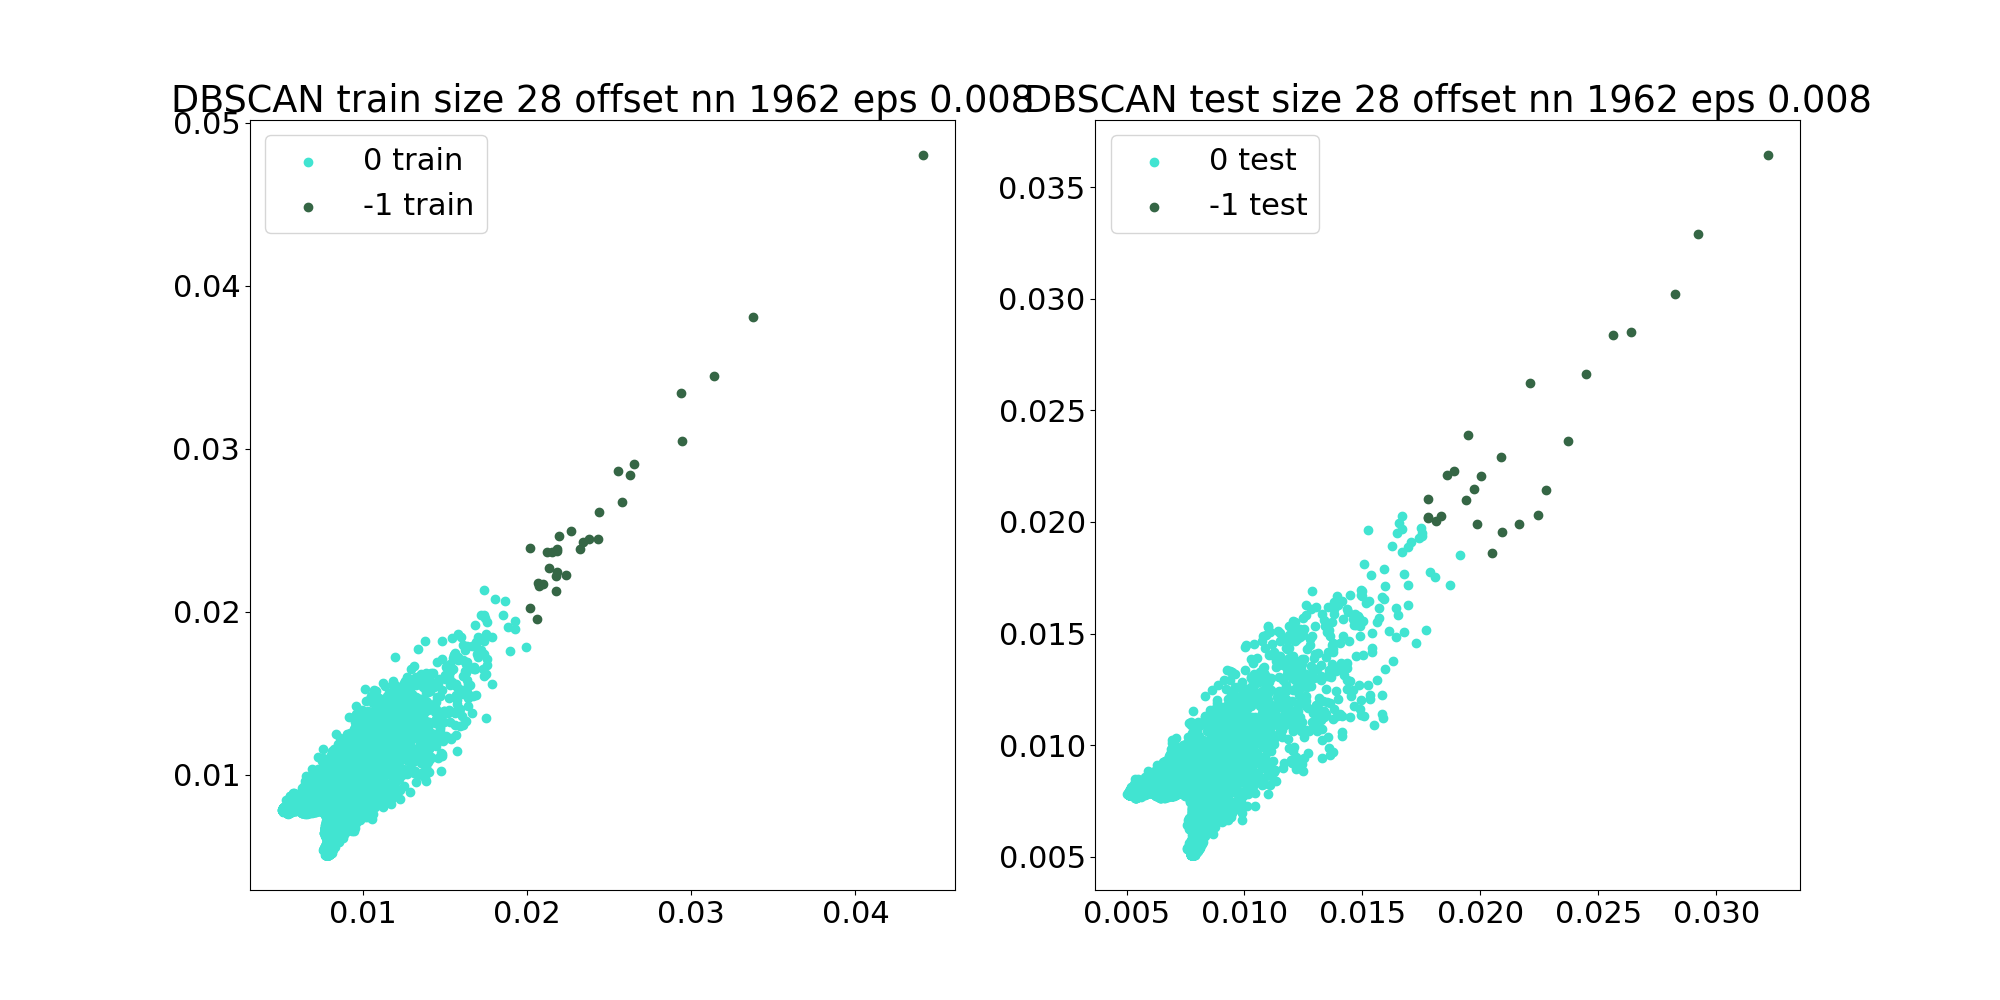 DBSCAN train size 28 offset nn 1962 eps 0.008
0 train
-1 train
0.05
0.04
0.03
0.02
0.01
0.01 0.02 0.03 0.04
DBSCAN test size 28 offset nn 1962 eps 0.008
0 test
-1 test
0.035
0.030
0.025
0.020
0.015
0.010
0.005
0.005 0.010 0.015 0.020 0.025 0.030